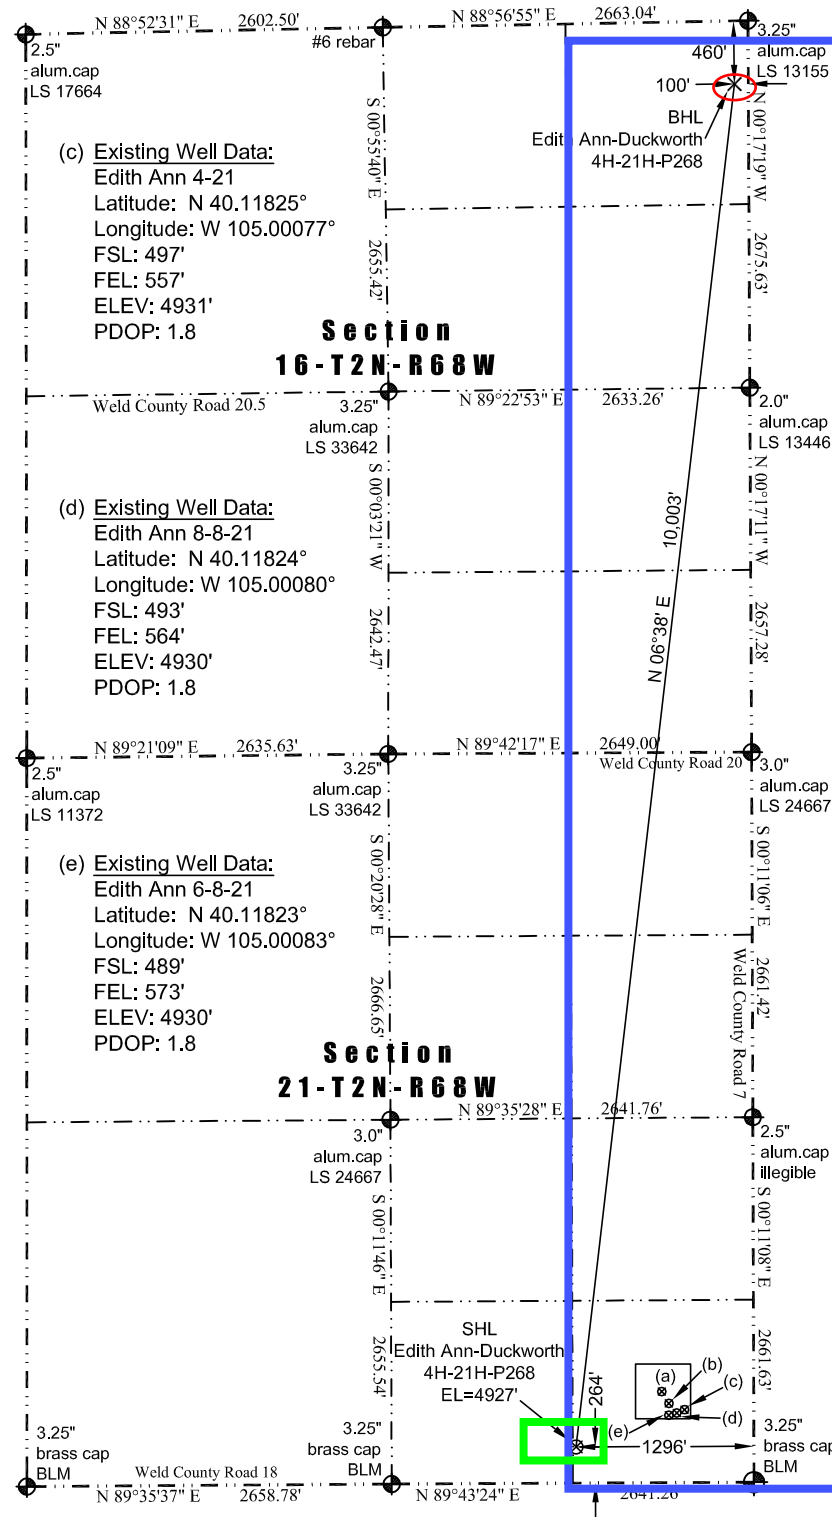 N 88°52'31" E 2602.50'
N 88°56'55" E 2663.04'
2.5"
alum.cap
LS 17664
#6 rebar
3.25"
alum.cap
LS 13155
460'
100'
BHL
Edith Ann-Duckworth
4H-21H-P268
S 00°55'40" E 2655.42'
N 00°17'19" W 2675.63'
(c) Existing Well Data:
Edith Ann 4-21
Latitude: N 40.11825°
Longitude: W 105.00077°
FSL: 497'
FEL: 557'
ELEV: 4931'
PDOP: 1.8
Section
16-T2N-R68W
Weld County Road 20.5
3.25"
alum.cap
LS 33642
N 89°22'53" E 2633.26'
2.0"
alum.cap
LS 13446
S 00°03'21" W 2642.47'
N 00°17'11" W 2657.28'
(d) Existing Well Data:
Edith Ann 8-8-21
Latitude: N 40.11824°
Longitude: W 105.00080°
FSL: 493'
FEL: 564'
ELEV: 4930'
PDOP: 1.8
N 06°38' E 10,003'
N 89°21'09" E 2635.63'
N 89°42'17" E 2649.00'
Weld County Road 20
2.5"
alum.cap
LS 11372
3.25"
alum.cap
LS 33642
3.0"
alum.cap
LS 24667
S 00°20'28" E 2666.65'
S 00°11'06" E 2661.42'
Weld County Road 7
(e) Existing Well Data:
Edith Ann 6-8-21
Latitude: N 40.11823°
Longitude: W 105.00083°
FSL: 489'
FEL: 573'
ELEV: 4930'
PDOP: 1.8
Section
21-T2N-R68W
N 89°35'28" E 2641.76'
3.0"
alum.cap
LS 24667
2.5"
alum.cap
illegible
S 00°11'46" E 2655.54'
S 00°11'08" E 2661.63'
SHL
Edith Ann-Duckworth
4H-21H-P268
EL=4927'
264'
(a)
(b)
(c)
(d)
(e)
1296'
3.25"
brass cap
BLM
3.25"
brass cap
BLM
3.25"
brass cap
BLM
Weld County Road 18
N 89°35'37" E 2658.78'
N 89°43'24" E 2641.26'